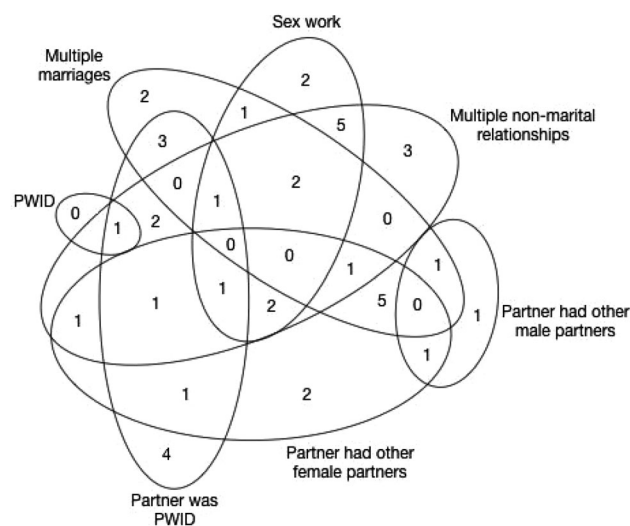 Sex work
Multiple
marriages
2
2
1
5
Multiple non-marital
relationships
3
3
0
2
1
PWID
0
1
2
0
0
0
1
1
1
1
1
2
5
0
1
Partner had other
male partners
1
1
2
4
Partner had other
female partners
Partner was
PWID